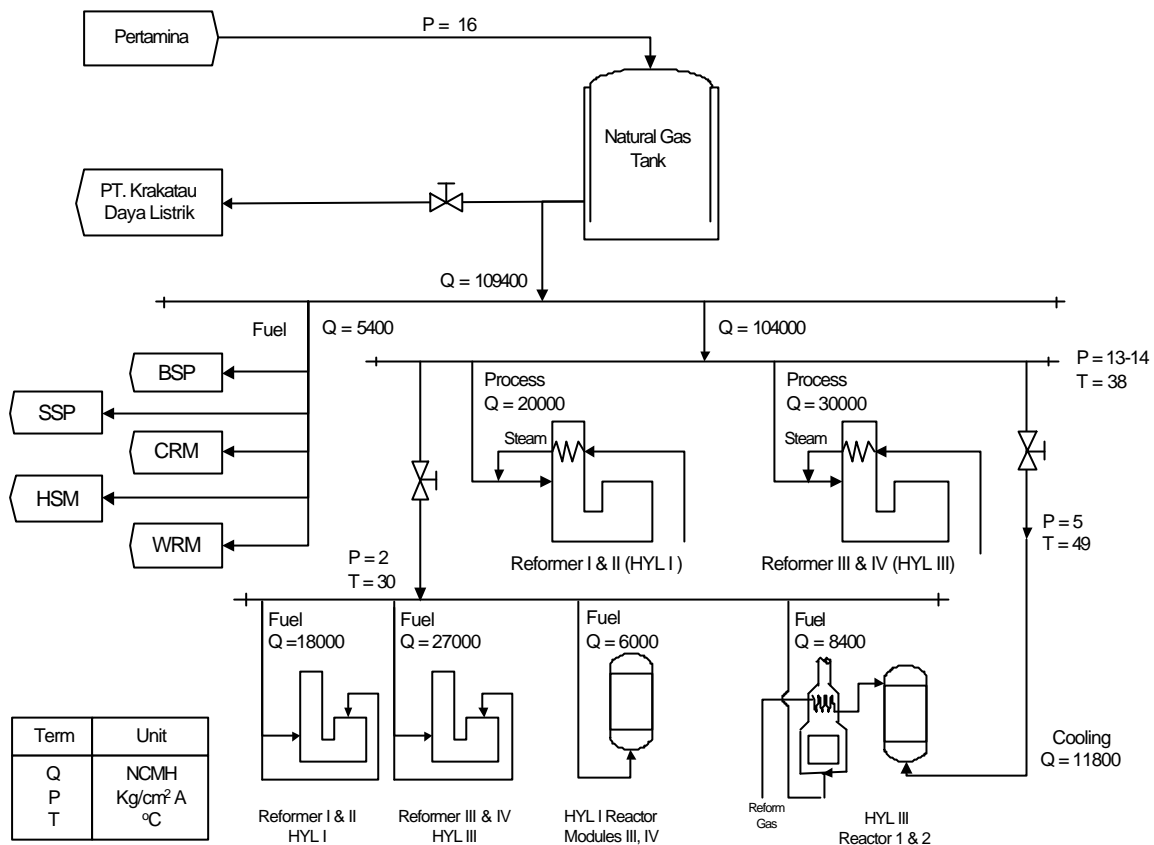 Pertamina
P = 16
Natural Gas
Tank
PT. Krakatau
Daya Listrik
Q = 109400
Fuel
Q = 5400
Q = 104000
BSP
SSP
CRM
HSM
WRM
P = 13-14
T = 38
Process
Q = 20000
Steam
Reformer I & II (HYL I )
Process
Q = 30000
Steam
Reformer III & IV (HYL III)
P = 5
T = 49
P = 2
T = 30
Fuel
Q =18000
Fuel
Q = 27000
Fuel
Q = 6000
Fuel
Q = 8400
Cooling
Q = 11800
Reform
Gas
Reformer I & II
HYL I
Reformer III & IV
HYL III
HYL I Reactor
Modules III, IV
HYL III
Reactor 1 & 2
Term Unit
Q NCMH
P Kg/cm² A
T ºC